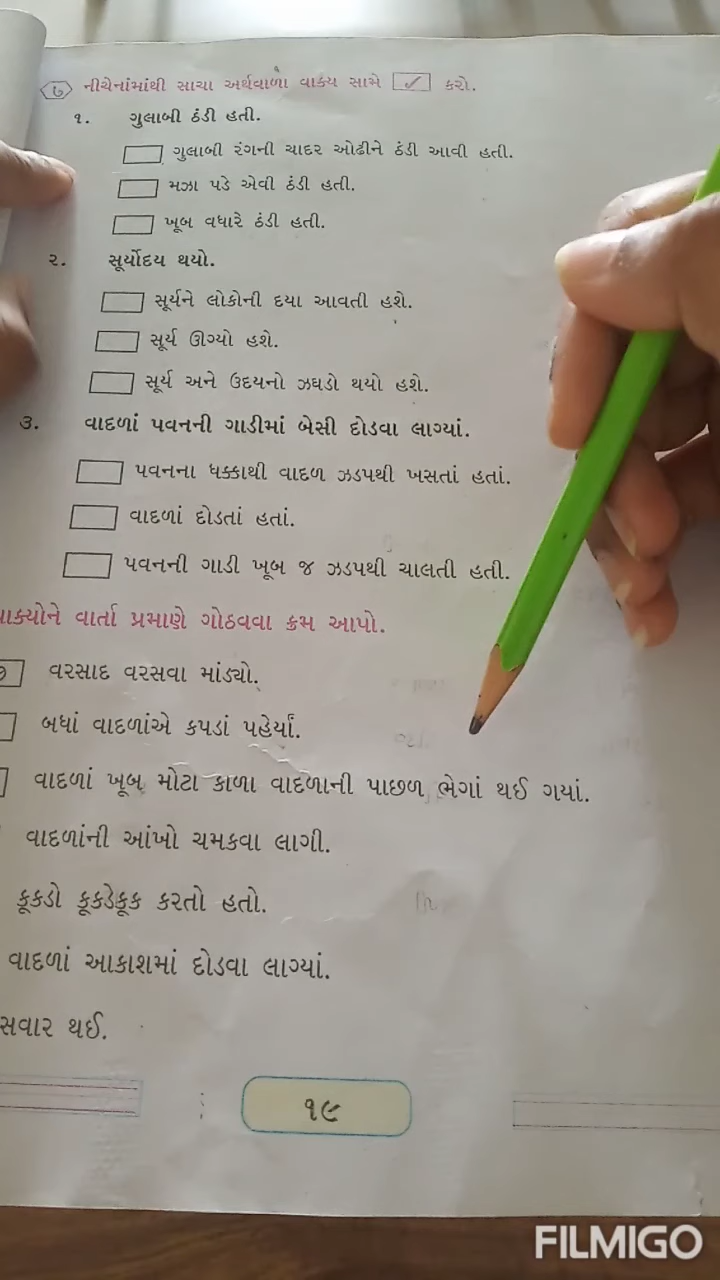 ૭ નીચેનાંમાંથી સાચા અર્થવાળા વાક્ય સામે ✓ કરો.
૧. ગુલાબી ઠંડી હતી.
ગુલાબી રંગની ચાદર ઓઢીને ઠંડી આવી હતી.
મઝા પડે એવી ઠંડી હતી.
ખૂબ વધારે ઠંડી હતી.
૨. સૂર્યોદય થયો.
સૂર્યને લોકોની દયા આવતી હશે.
સૂર્ય ઊગ્યો હશે.
સૂર્ય અને ઉદયનો ઝઘડો થયો હશે.
૩. વાદળાં પવનની ગાડીમાં બેસી દોડવા લાગ્યાં.
પવનના ધક્કાથી વાદળ ઝડપથી ખસતાં હતાં.
વાદળાં દોડતાં હતાં.
પવનની ગાડી ખૂબ જ ઝડપથી ચાલતી હતી.
વાર્તા પ્રમાણે ગોઠવવા ક્રમ આપો.
વરસાદ વરસવા માંડ્યો.
બધાં વાદળાંએ કપડાં પહેર્યાં.
વાદળાં ખૂબ મોટા કાળા વાદળાની પાછળ ભેગાં થઈ ગયાં.
વાદળાંની આંખો ચમકવા લાગી.
કૂકડો કૂકડેકૂક કરતો હતો.
વાદળાં આકાશમાં દોડવા લાગ્યાં.
સવાર થઈ.
૧૯
FILMIGO